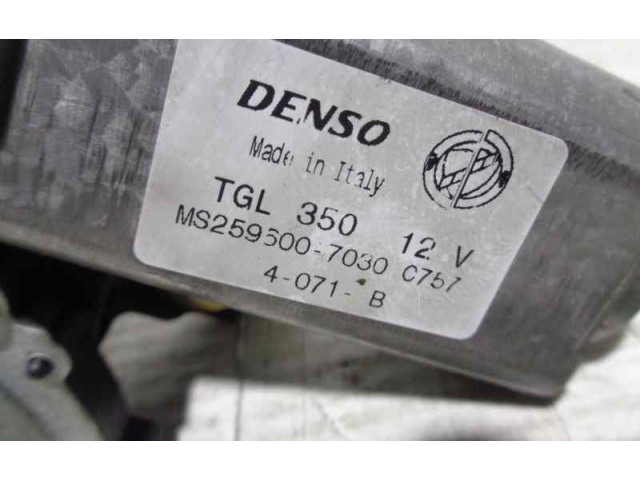 DENSO
Made in Italy
TGL 350 12 V
MS259600-7030 C757
4-071- B